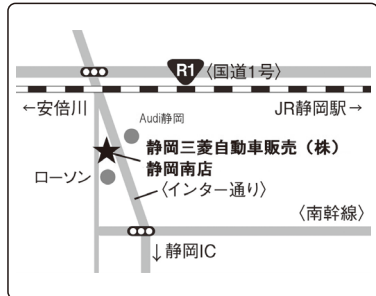 R1 〈国道1号〉
←安倍川
JR静岡駅→
Audi静岡
静岡三菱自動車販売（株）
静岡南店
ローソン
〈インター通り〉
〈南幹線〉
↓静岡IC